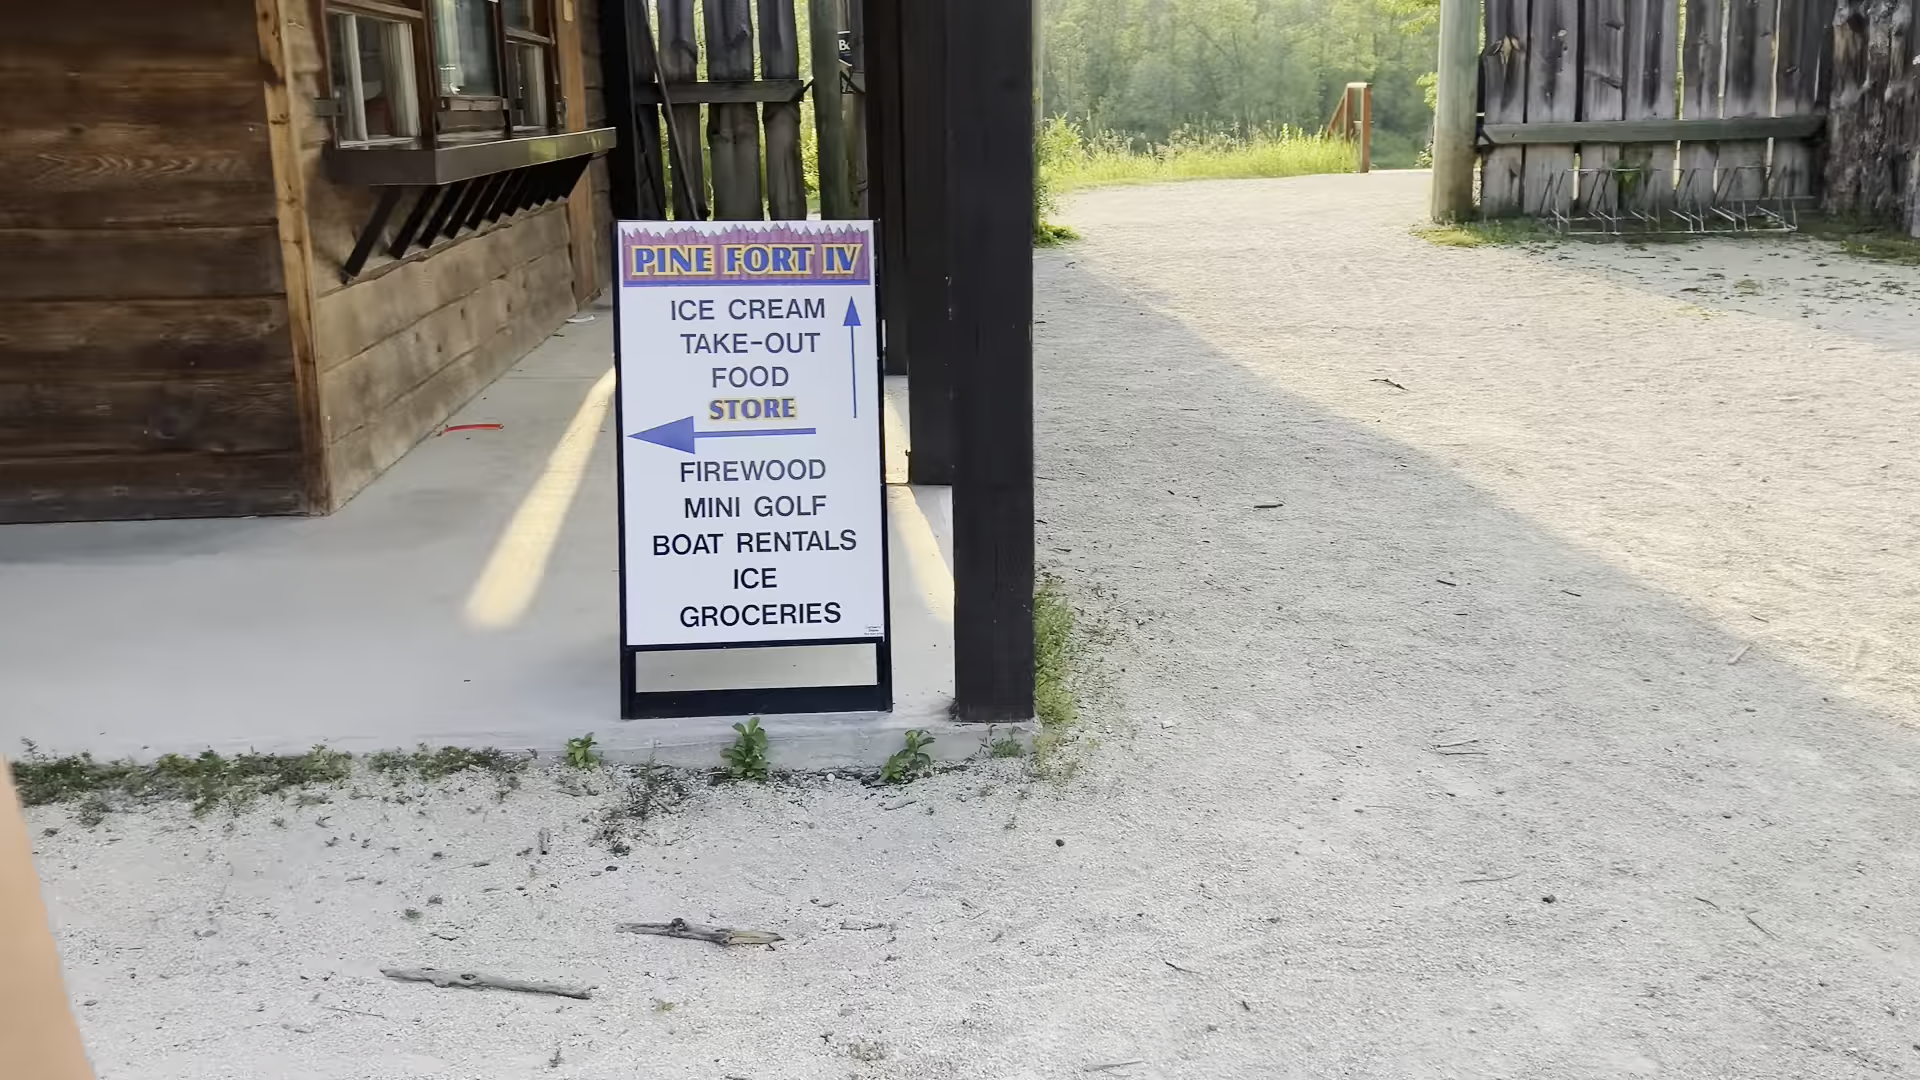 PINE FORT IV
ICE CREAM
TAKE-OUT
FOOD
STORE
FIREWOOD
MINI GOLF
BOAT RENTALS
ICE
GROCERIES